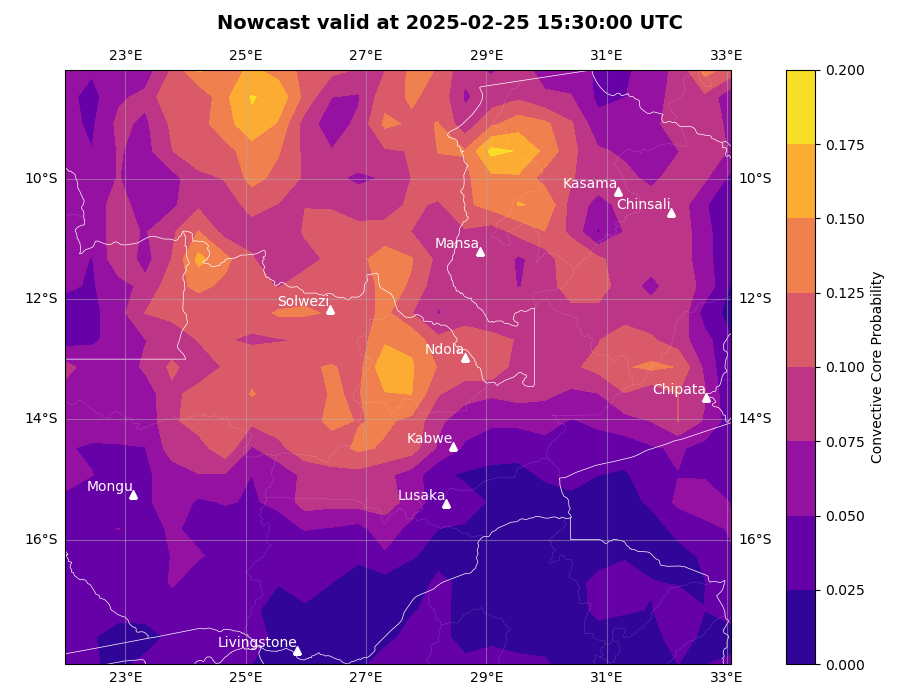 Nowcast valid at 2025-02-25 15:30:00 UTC
23°E 25°E 27°E 29°E 31°E 33°E
0.200
0.175
10°S Kasama 10°S
Chinsali
0.150
Mansa
12°S Solwezi 12°S
0.125
Ndola
0.100
Chipata
14°S 14°S
Kabwe
0.075
Mongu
Lusaka
0.050
16°S 16°S
0.025
Livingstone
0.000
23°E 25°E 27°E 29°E 31°E 33°E
Convective Core Probability